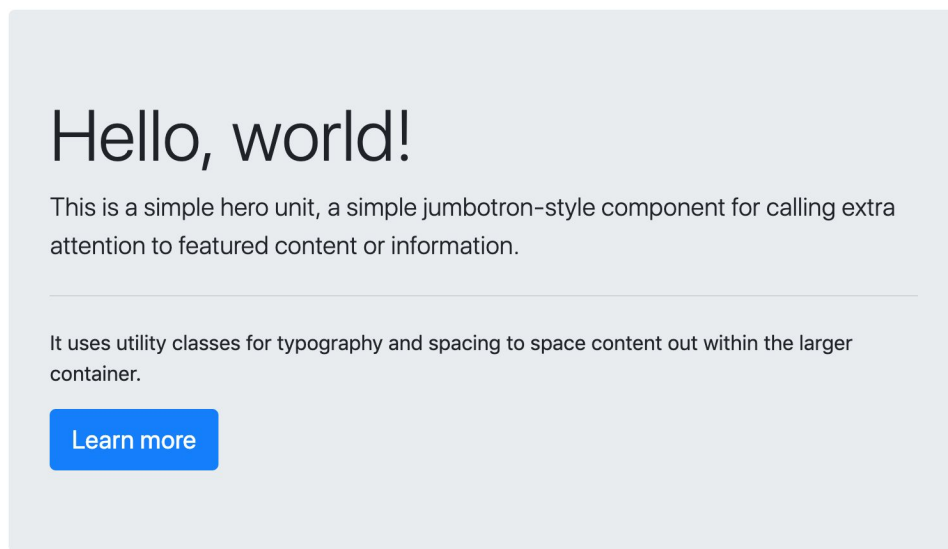 Hello, world!
This is a simple hero unit, a simple jumbotron-style component for calling extra
attention to featured content or information.
It uses utility classes for typography and spacing to space content out within the larger
container.
Learn more